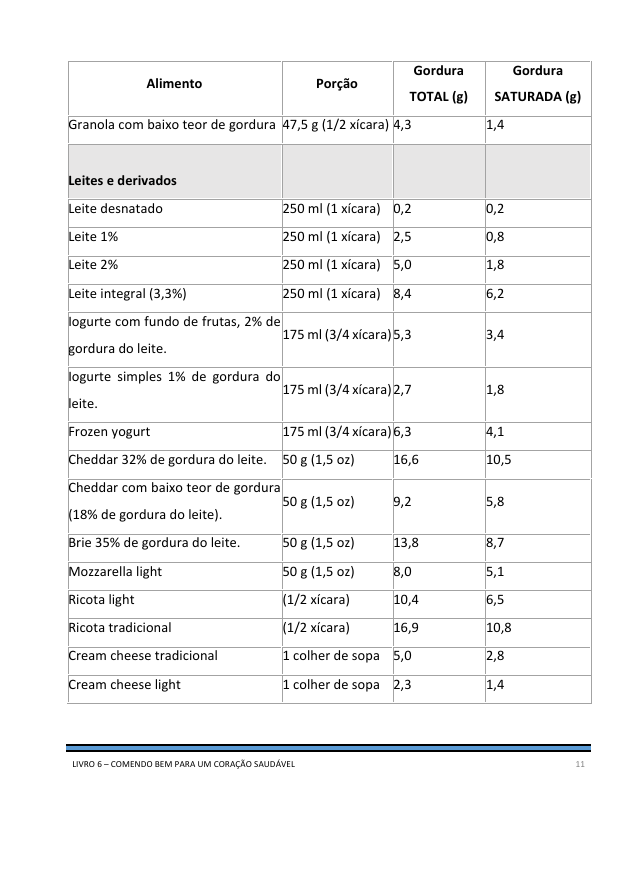 Alimento Porção Gordura TOTAL (g) Gordura SATURADA (g)
Granola com baixo teor de gordura 47,5 g (1/2 xícara) 4,3 1,4
Leites e derivados
Leite desnatado 250 ml (1 xícara) 0,2 0,2
Leite 1% 250 ml (1 xícara) 2,5 0,8
Leite 2% 250 ml (1 xícara) 5,0 1,8
Leite integral (3,3%) 250 ml (1 xícara) 8,4 6,2
Iogurte com fundo de frutas, 2% de
gordura do leite. 175 ml (3/4 xícara) 5,3 3,4
Iogurte simples 1% de gordura do
leite. 175 ml (3/4 xícara) 2,7 1,8
Frozen yogurt 175 ml (3/4 xícara) 6,3 4,1
Cheddar 32% de gordura do leite. 50 g (1,5 oz) 16,6 10,5
Cheddar com baixo teor de gordura
(18% de gordura do leite). 50 g (1,5 oz) 9,2 5,8
Brie 35% de gordura do leite. 50 g (1,5 oz) 13,8 8,7
Mozzarella light 50 g (1,5 oz) 8,0 5,1
Ricota light (1/2 xícara) 10,4 6,5
Ricota tradicional (1/2 xícara) 16,9 10,8
Cream cheese tradicional 1 colher de sopa 5,0 2,8
Cream cheese light 1 colher de sopa 2,3 1,4
LIVRO 6 – COMENDO BEM PARA UM CORAÇÃO SAUDÁVEL 11